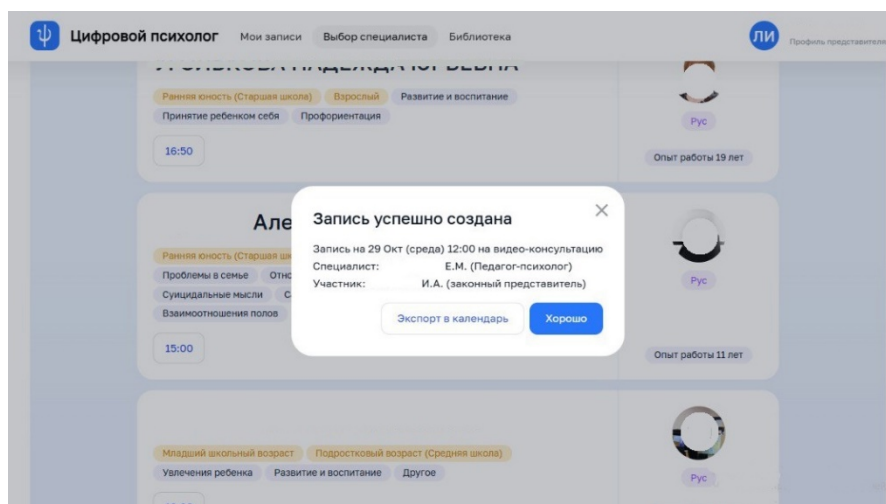 Цифровой психолог Мои записи Выбор специалиста Библиотека ЛИ Профиль представителя
Ранняя юность (Старшая школа) Взрослый Развитие и воспитание
Принятие ребенком себя Профориентация
Рус
16:50
Опыт работы 19 лет
Але
Запись успешно создана
Ранняя юность (Старшая
Запись на 29 Окт (среда) 12:00 на видео-консультацию
Проблемы в семье
Специалист: Е.М. (Педагог-психолог)
Рус
Суицидальные мысли
Участник: И.А. (законный представитель)
Взаимоотношения полов
Экспорт в календарь Хорошо
15:00
Опыт работы 11 лет
Младший школьный возраст Подростковый возраст (Средняя школа)
Увлечения ребенка Развитие и воспитание Другое
Рус